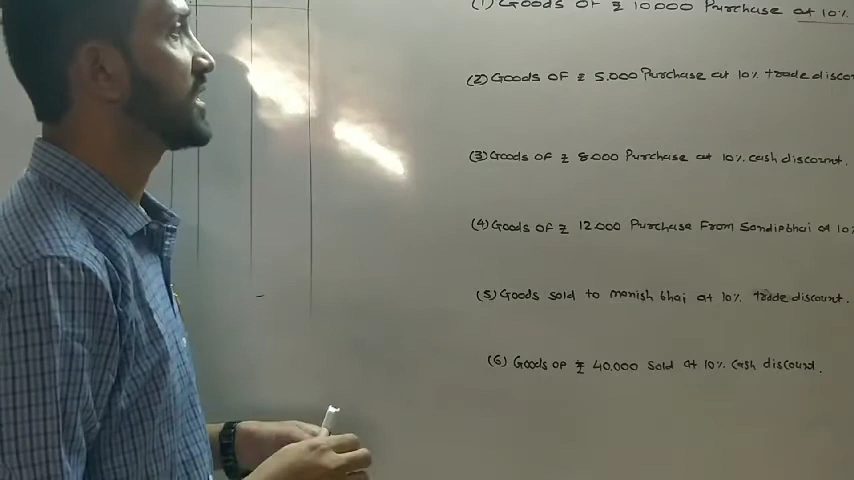 (1) Goods OF ₹ 10.000 Purchase at 10%.
(2) Goods OF ₹ 5.000 Purchase at 10% trade discou
(3) Goods OF ₹ 8.000 Purchase at 10% cash discount.
(4) Goods OF ₹ 12.000 Purchase From Sandipbhai at 10%
(5) Goods sold to manish bhai at 10% trade discount.
(6) Goods OF ₹ 40.000 Sold at 10% Cash discount.